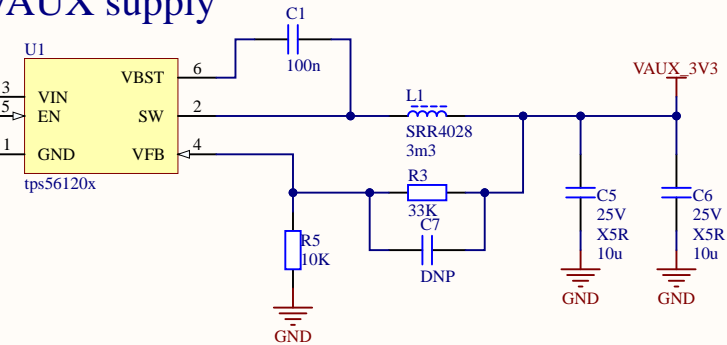 VAUX supply
C1
100n
U1
3
VIN
5
EN
1
GND
VBST
6
SW
2
VFB
4
tps56120x
L1
SRR4028
3m3
VAUX_3V3
R3
33K
C7
DNP
R5
10K
GND
C5
25V
X5R
10u
GND
C6
25V
X5R
10u
GND